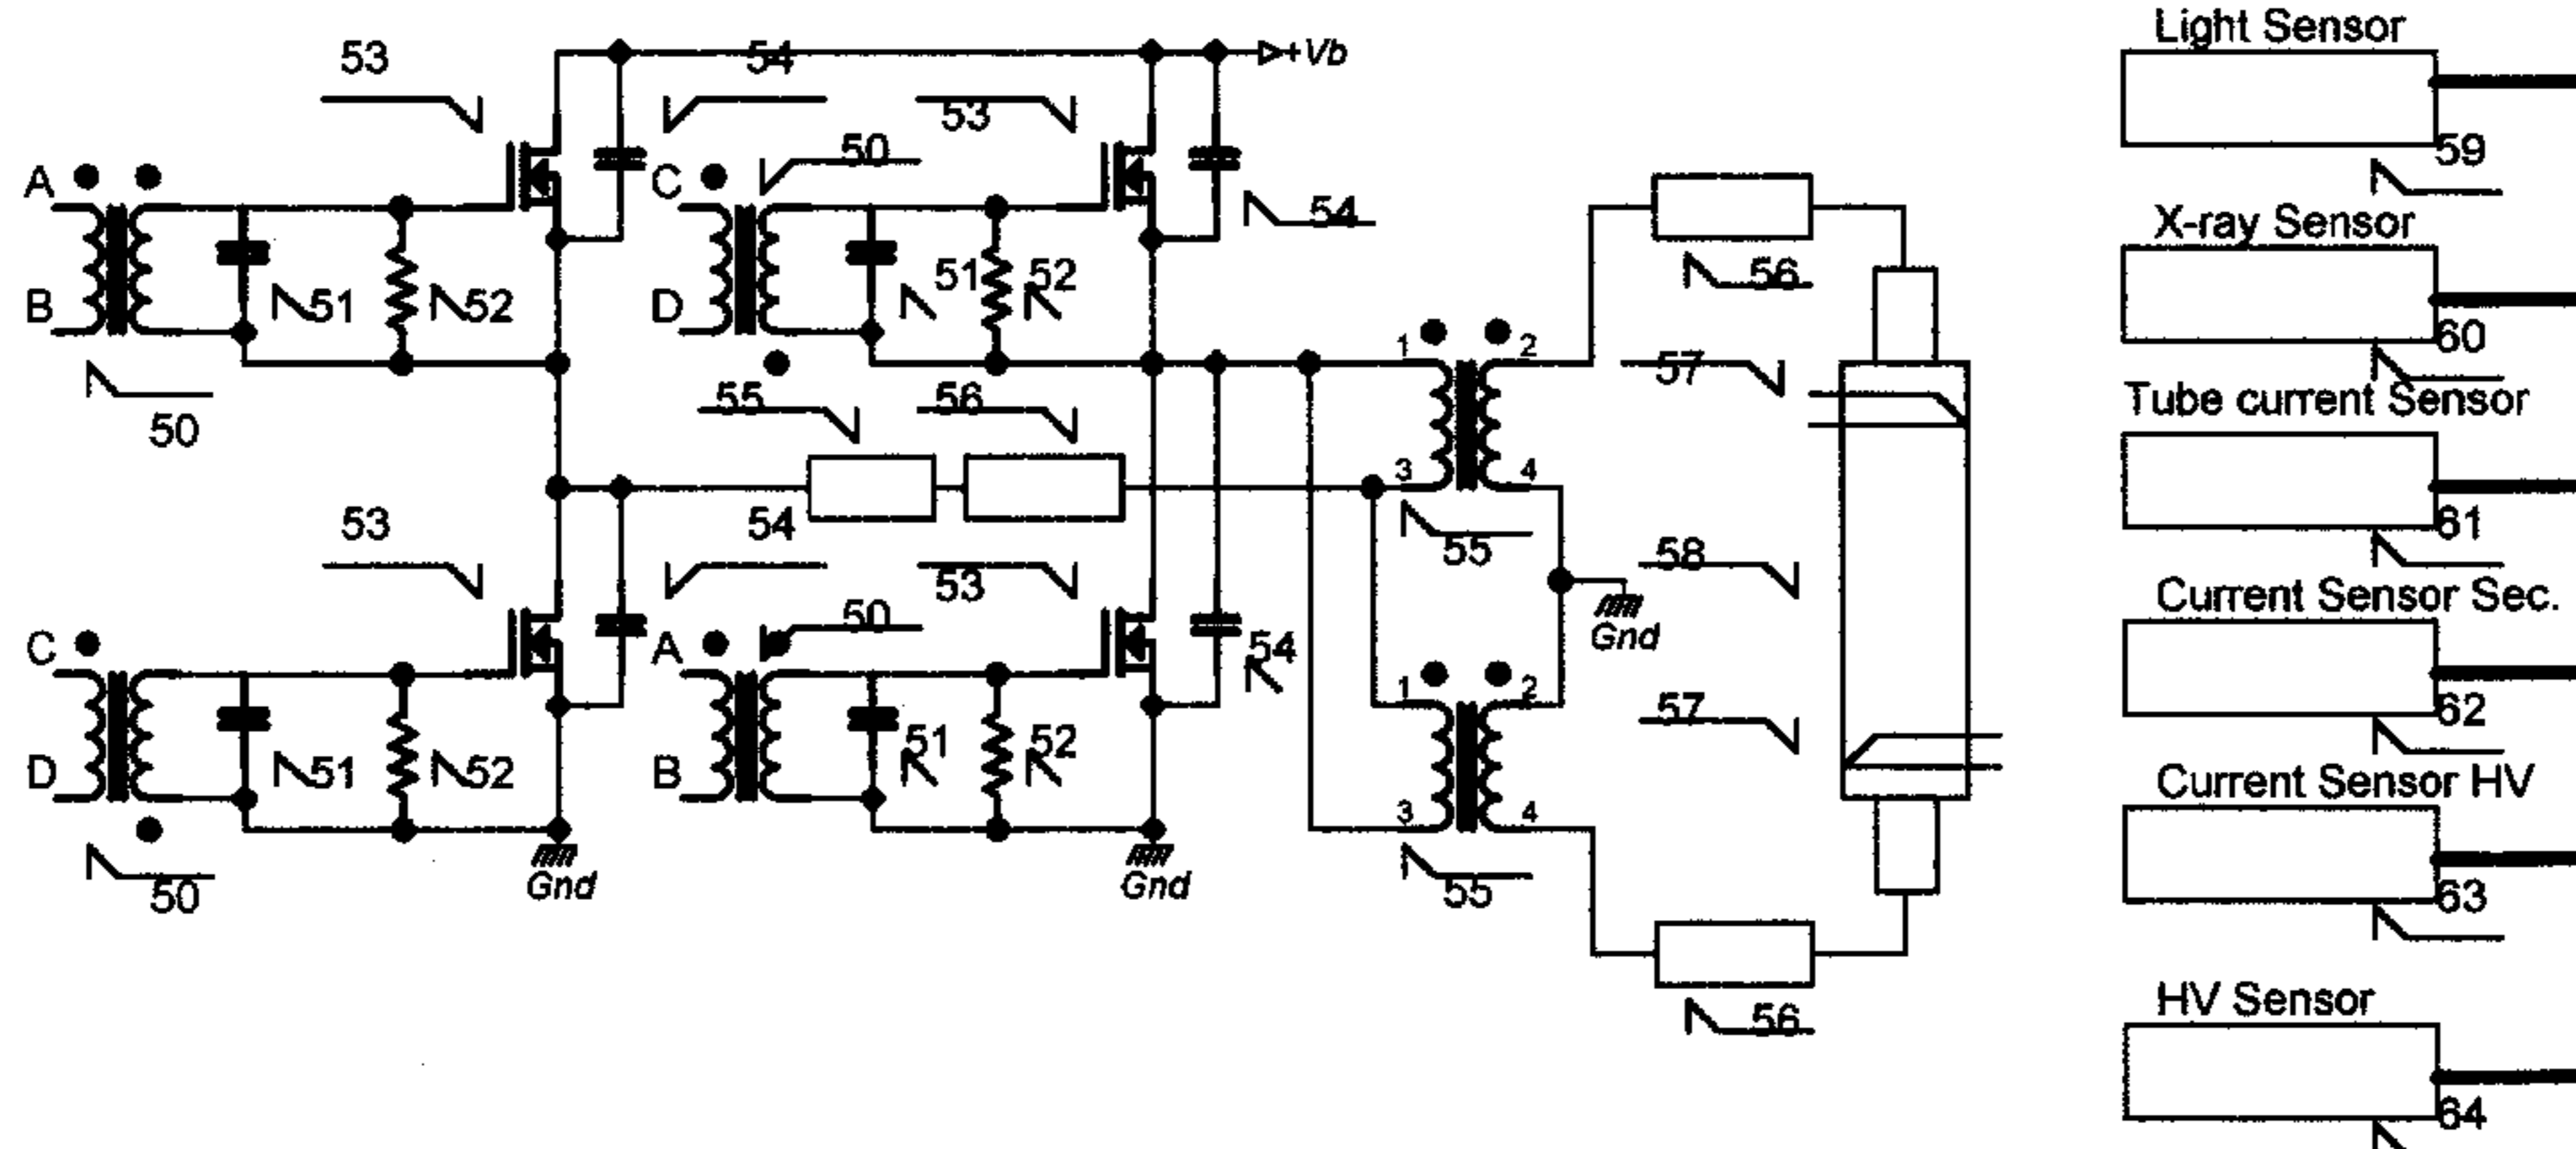 53
54
53
+Vb
A
50
C
54
B
51
52
D
51
52
50
55
56
53
54
53
C
50
A
54
D
51
52
B
51
52
50
Gnd
Gnd
56
1
2
57
3
4
55
58
Gnd
1
2
57
3
4
55
56
Light Sensor
59
X-ray Sensor
60
Tube current Sensor
61
Current Sensor Sec.
62
Current Sensor HV
63
HV Sensor
64